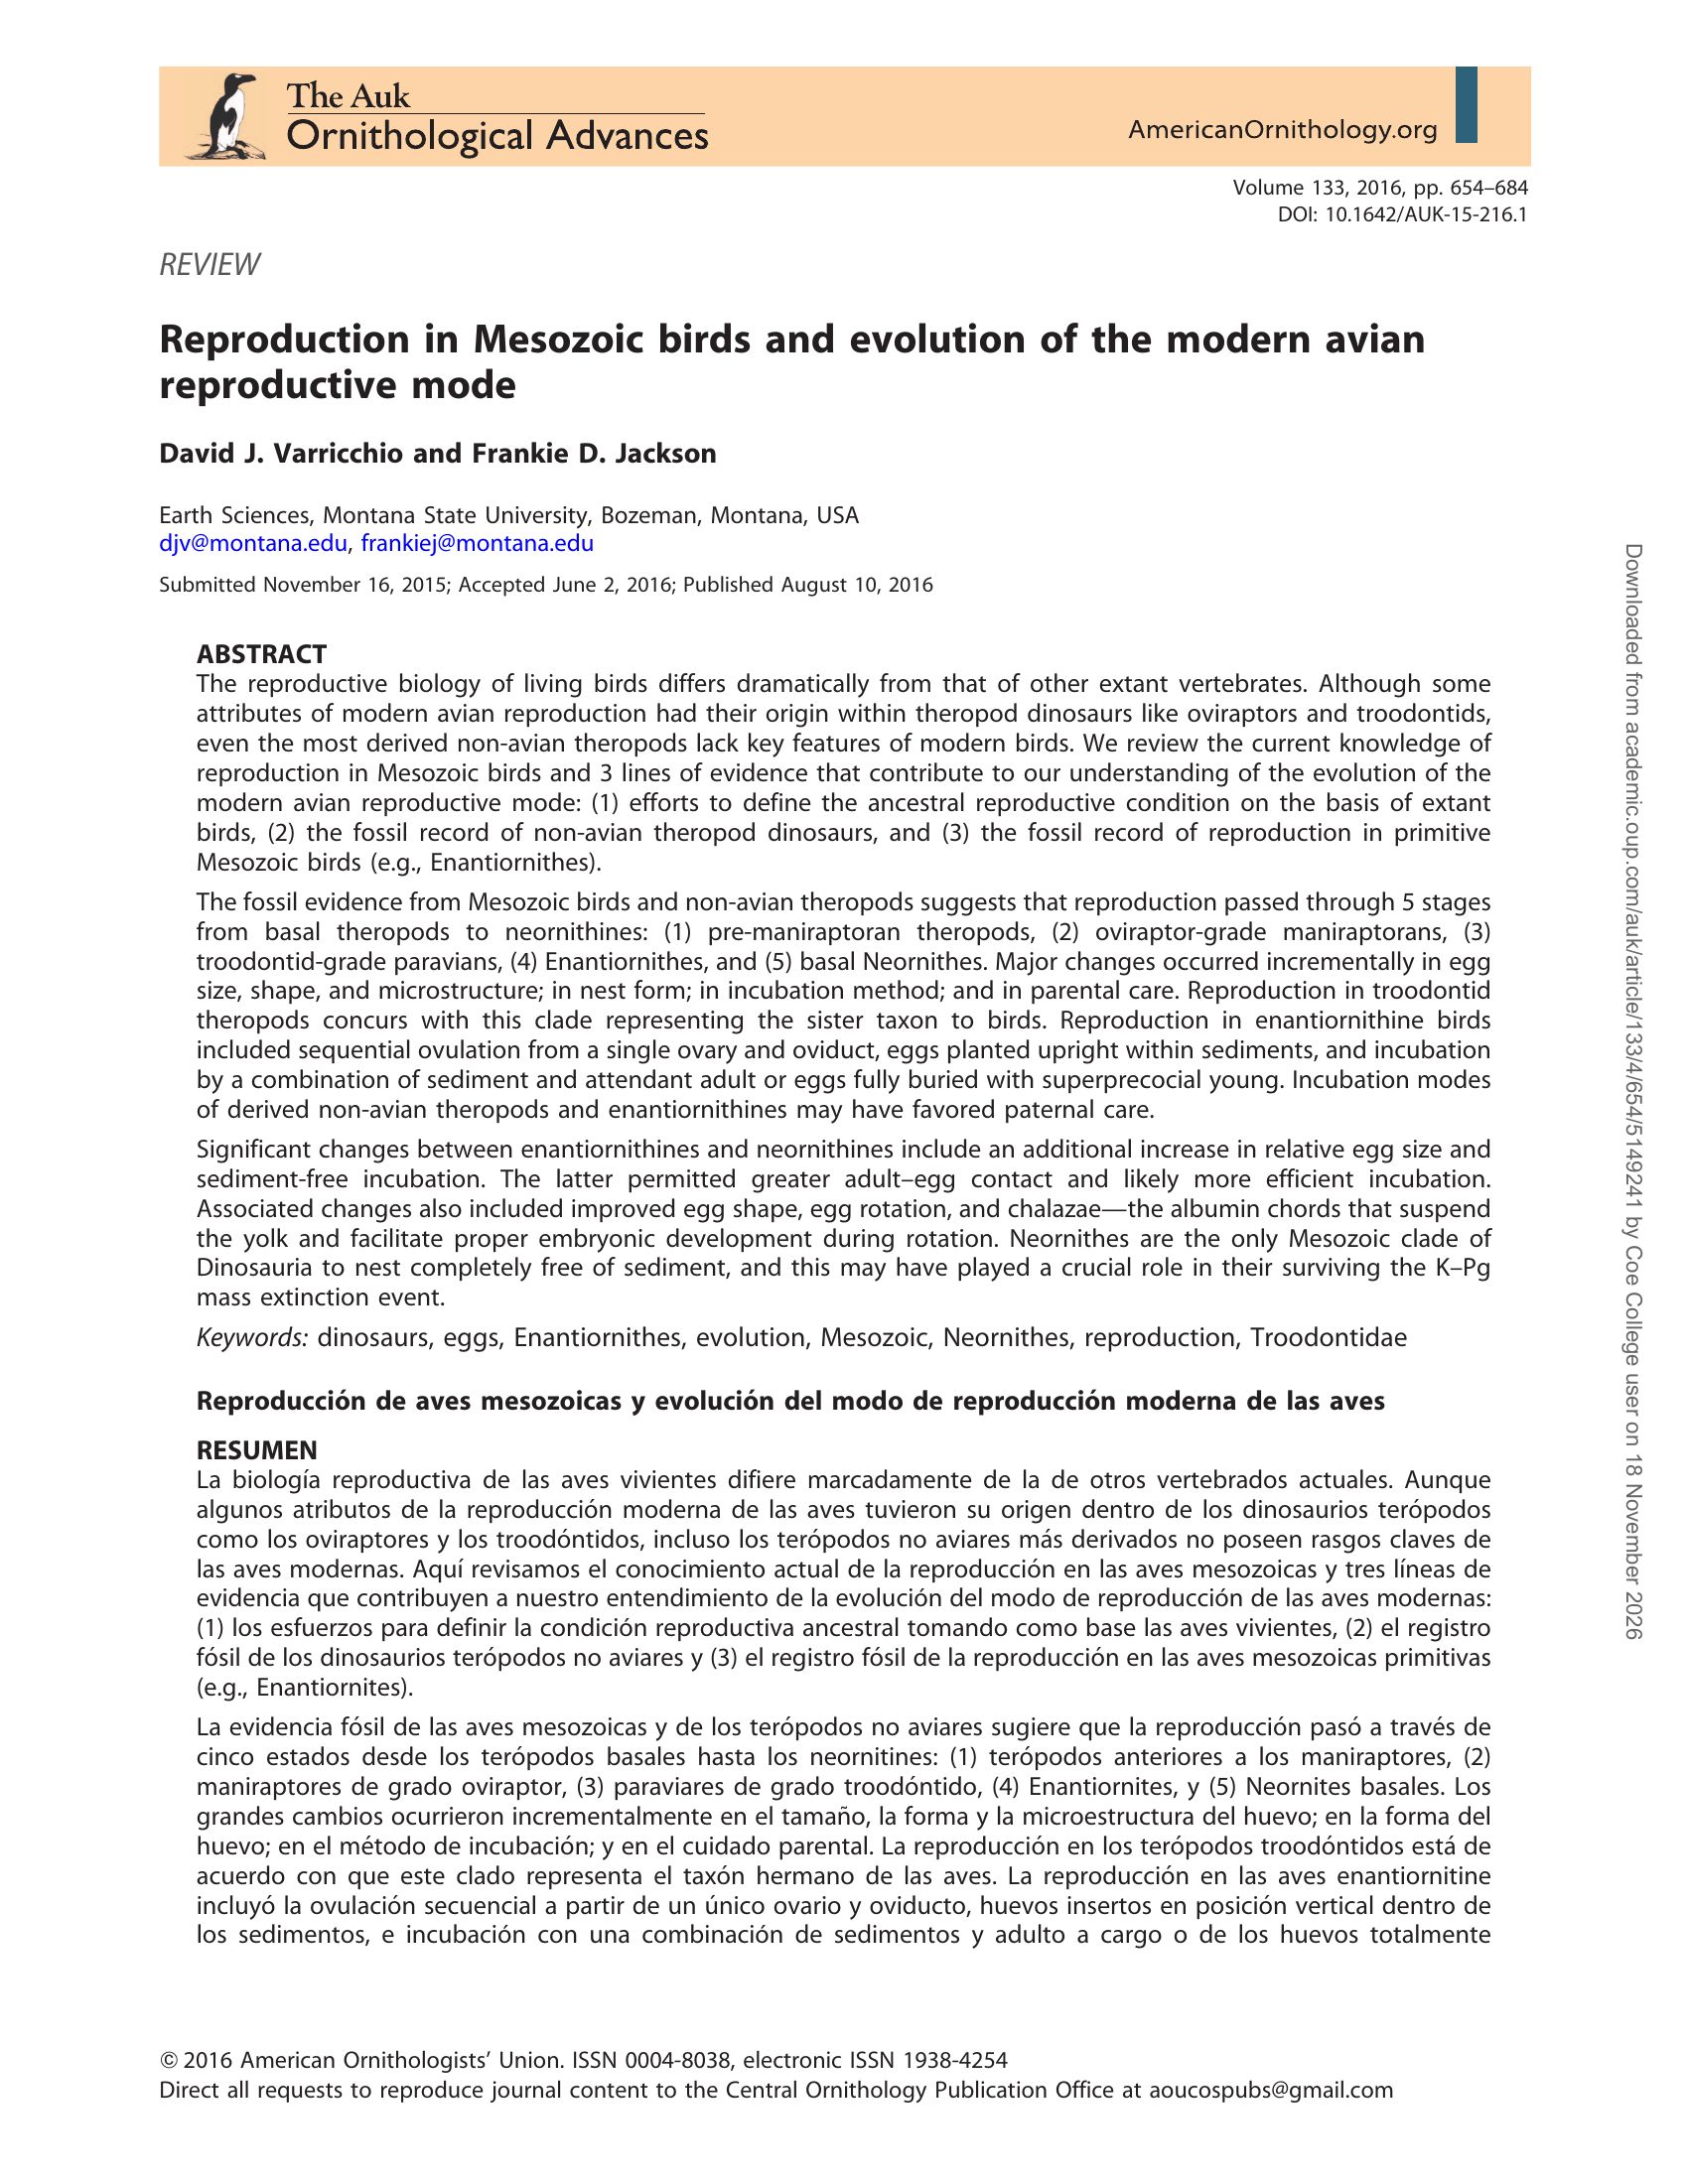 The Auk
Ornithological Advances
AmericanOrnithology.org
Volume 133, 2016, pp. 654–684
DOI: 10.1642/AUK-15-216.1
REVIEW
Reproduction in Mesozoic birds and evolution of the modern avian
reproductive mode
David J. Varricchio and Frankie D. Jackson
Earth Sciences, Montana State University, Bozeman, Montana, USA
djv@montana.edu, frankiej@montana.edu
Submitted November 16, 2015; Accepted June 2, 2016; Published August 10, 2016
ABSTRACT
The reproductive biology of living birds differs dramatically from that of other extant vertebrates. Although some
attributes of modern avian reproduction had their origin within theropod dinosaurs like oviraptors and troodontids,
even the most derived non-avian theropods lack key features of modern birds. We review the current knowledge of
reproduction in Mesozoic birds and 3 lines of evidence that contribute to our understanding of the evolution of the
modern avian reproductive mode: (1) efforts to define the ancestral reproductive condition on the basis of extant
birds, (2) the fossil record of non-avian theropod dinosaurs, and (3) the fossil record of reproduction in primitive
Mesozoic birds (e.g., Enantiornithes).
The fossil evidence from Mesozoic birds and non-avian theropods suggests that reproduction passed through 5 stages
from basal theropods to neornithines: (1) pre-maniraptoran theropods, (2) oviraptor-grade maniraptorans, (3)
troodontid-grade paravians, (4) Enantiornithes, and (5) basal Neornithes. Major changes occurred incrementally in egg
size, shape, and microstructure; in nest form; in incubation method; and in parental care. Reproduction in troodontid
theropods concurs with this clade representing the sister taxon to birds. Reproduction in enantiornithine birds
included sequential ovulation from a single ovary and oviduct, eggs planted upright within sediments, and incubation
by a combination of sediment and attendant adult or eggs fully buried with superprecocial young. Incubation modes
of derived non-avian theropods and enantiornithines may have favored paternal care.
Significant changes between enantiornithines and neornithines include an additional increase in relative egg size and
sediment-free incubation. The latter permitted greater adult–egg contact and likely more efficient incubation.
Associated changes also included improved egg shape, egg rotation, and chalazae—the albumin chords that suspend
the yolk and facilitate proper embryonic development during rotation. Neornithes are the only Mesozoic clade of
Dinosauria to nest completely free of sediment, and this may have played a crucial role in their surviving the K–Pg
mass extinction event.
Keywords: dinosaurs, eggs, Enantiornithes, evolution, Mesozoic, Neornithes, reproduction, Troodontidae
Reproducción de aves mesozoicas y evolución del modo de reproducción moderna de las aves
RESUMEN
La biología reproductiva de las aves vivientes difiere marcadamente de la de otros vertebrados actuales. Aunque
algunos atributos de la reproducción moderna de las aves tuvieron su origen dentro de los dinosaurios terópodos
como los oviraptores y los troodóntidos, incluso los terópodos no aviares más derivados no poseen rasgos claves de
las aves modernas. Aquí revisamos el conocimiento actual de la reproducción en las aves mesozoicas y tres líneas de
evidencia que contribuyen a nuestro entendimiento de la evolución del modo de reproducción de las aves modernas:
(1) los esfuerzos para definir la condición reproductiva ancestral tomando como base las aves vivientes, (2) el registro
fósil de los dinosaurios terópodos no aviares y (3) el registro fósil de la reproducción en las aves mesozoicas primitivas
(e.g., Enantiornites).
La evidencia fósil de las aves mesozoicas y de los terópodos no aviares sugiere que la reproducción pasó a través de
cinco estados desde los terópodos basales hasta los neornitines: (1) terópodos anteriores a los maniraptores, (2)
maniraptores de grado oviraptor, (3) paraviares de grado troodóntido, (4) Enantiornites, y (5) Neornites basales. Los
grandes cambios ocurrieron incrementalmente en el tamaño, la forma y la microestructura del huevo; en la forma del
huevo; en el método de incubación; y en el cuidado parental. La reproducción en los terópodos troodóntidos está de
acuerdo con que este clado representa el taxón hermano de las aves. La reproducción en las aves enantiornitine
incluyó la ovulación secuencial a partir de un único ovario y oviducto, huevos insertos en posición vertical dentro de
los sedimentos, e incubación con una combinación de sedimentos y adulto a cargo o de los huevos totalmente
© 2016 American Ornithologists’ Union. ISSN 0004-8038, electronic ISSN 1938-4254
Direct all requests to reproduce journal content to the Central Ornithology Publication Office at aoucospubs@gmail.com
Downloaded from academic.oup.com/auk/article/133/4/654/5149241 by Coe College user on 18 November 2026